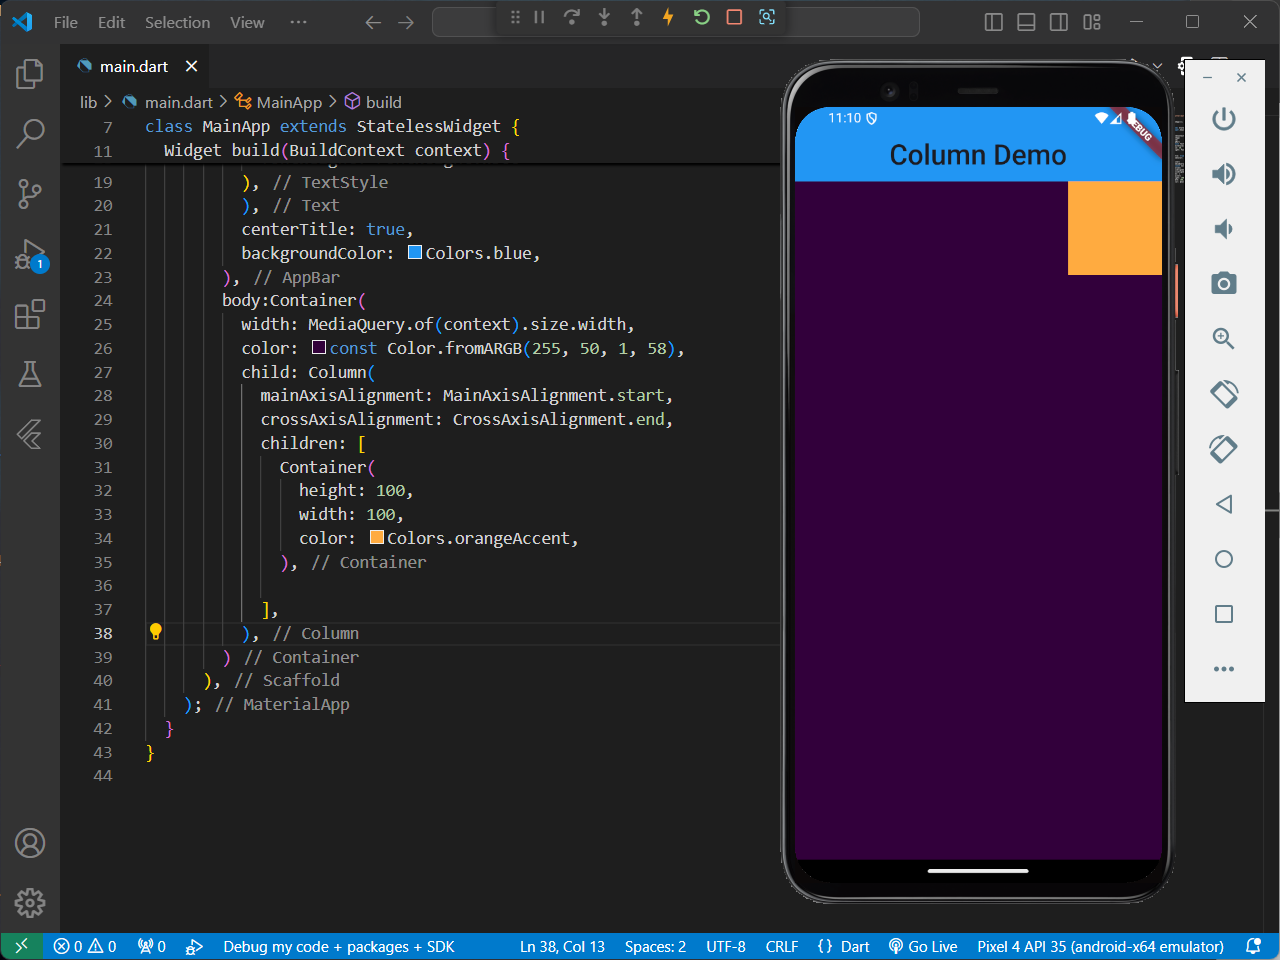 File Edit Selection View ···
main.dart
lib > main.dart > MainApp > build
7 class MainApp extends StatelessWidget {
11 Widget build(BuildContext context) {
19 ), // TextStyle
20 ), // Text
21 centerTitle: true,
22 backgroundColor: Colors.blue,
23 ), // AppBar
24 body:Container(
25 width: MediaQuery.of(context).size.width,
26 color: const Color.fromARGB(255, 50, 1, 58),
27 child: Column(
28 mainAxisAlignment: MainAxisAlignment.start,
29 crossAxisAlignment: CrossAxisAlignment.end,
30 children: [
31 Container(
32 height: 100,
33 width: 100,
34 color: Colors.orangeAccent,
35 ), // Container
36
37 ],
38 ), // Column
39 ) // Container
40 ), // Scaffold
41 ); // MaterialApp
42 }
43 }
44
11:10
DEBUG
Column Demo
1
0 0 0 Debug my code + packages + SDK Ln 38, Col 13 Spaces: 2 UTF-8 CRLF {} Dart Go Live Pixel 4 API 35 (android-x64 emulator)